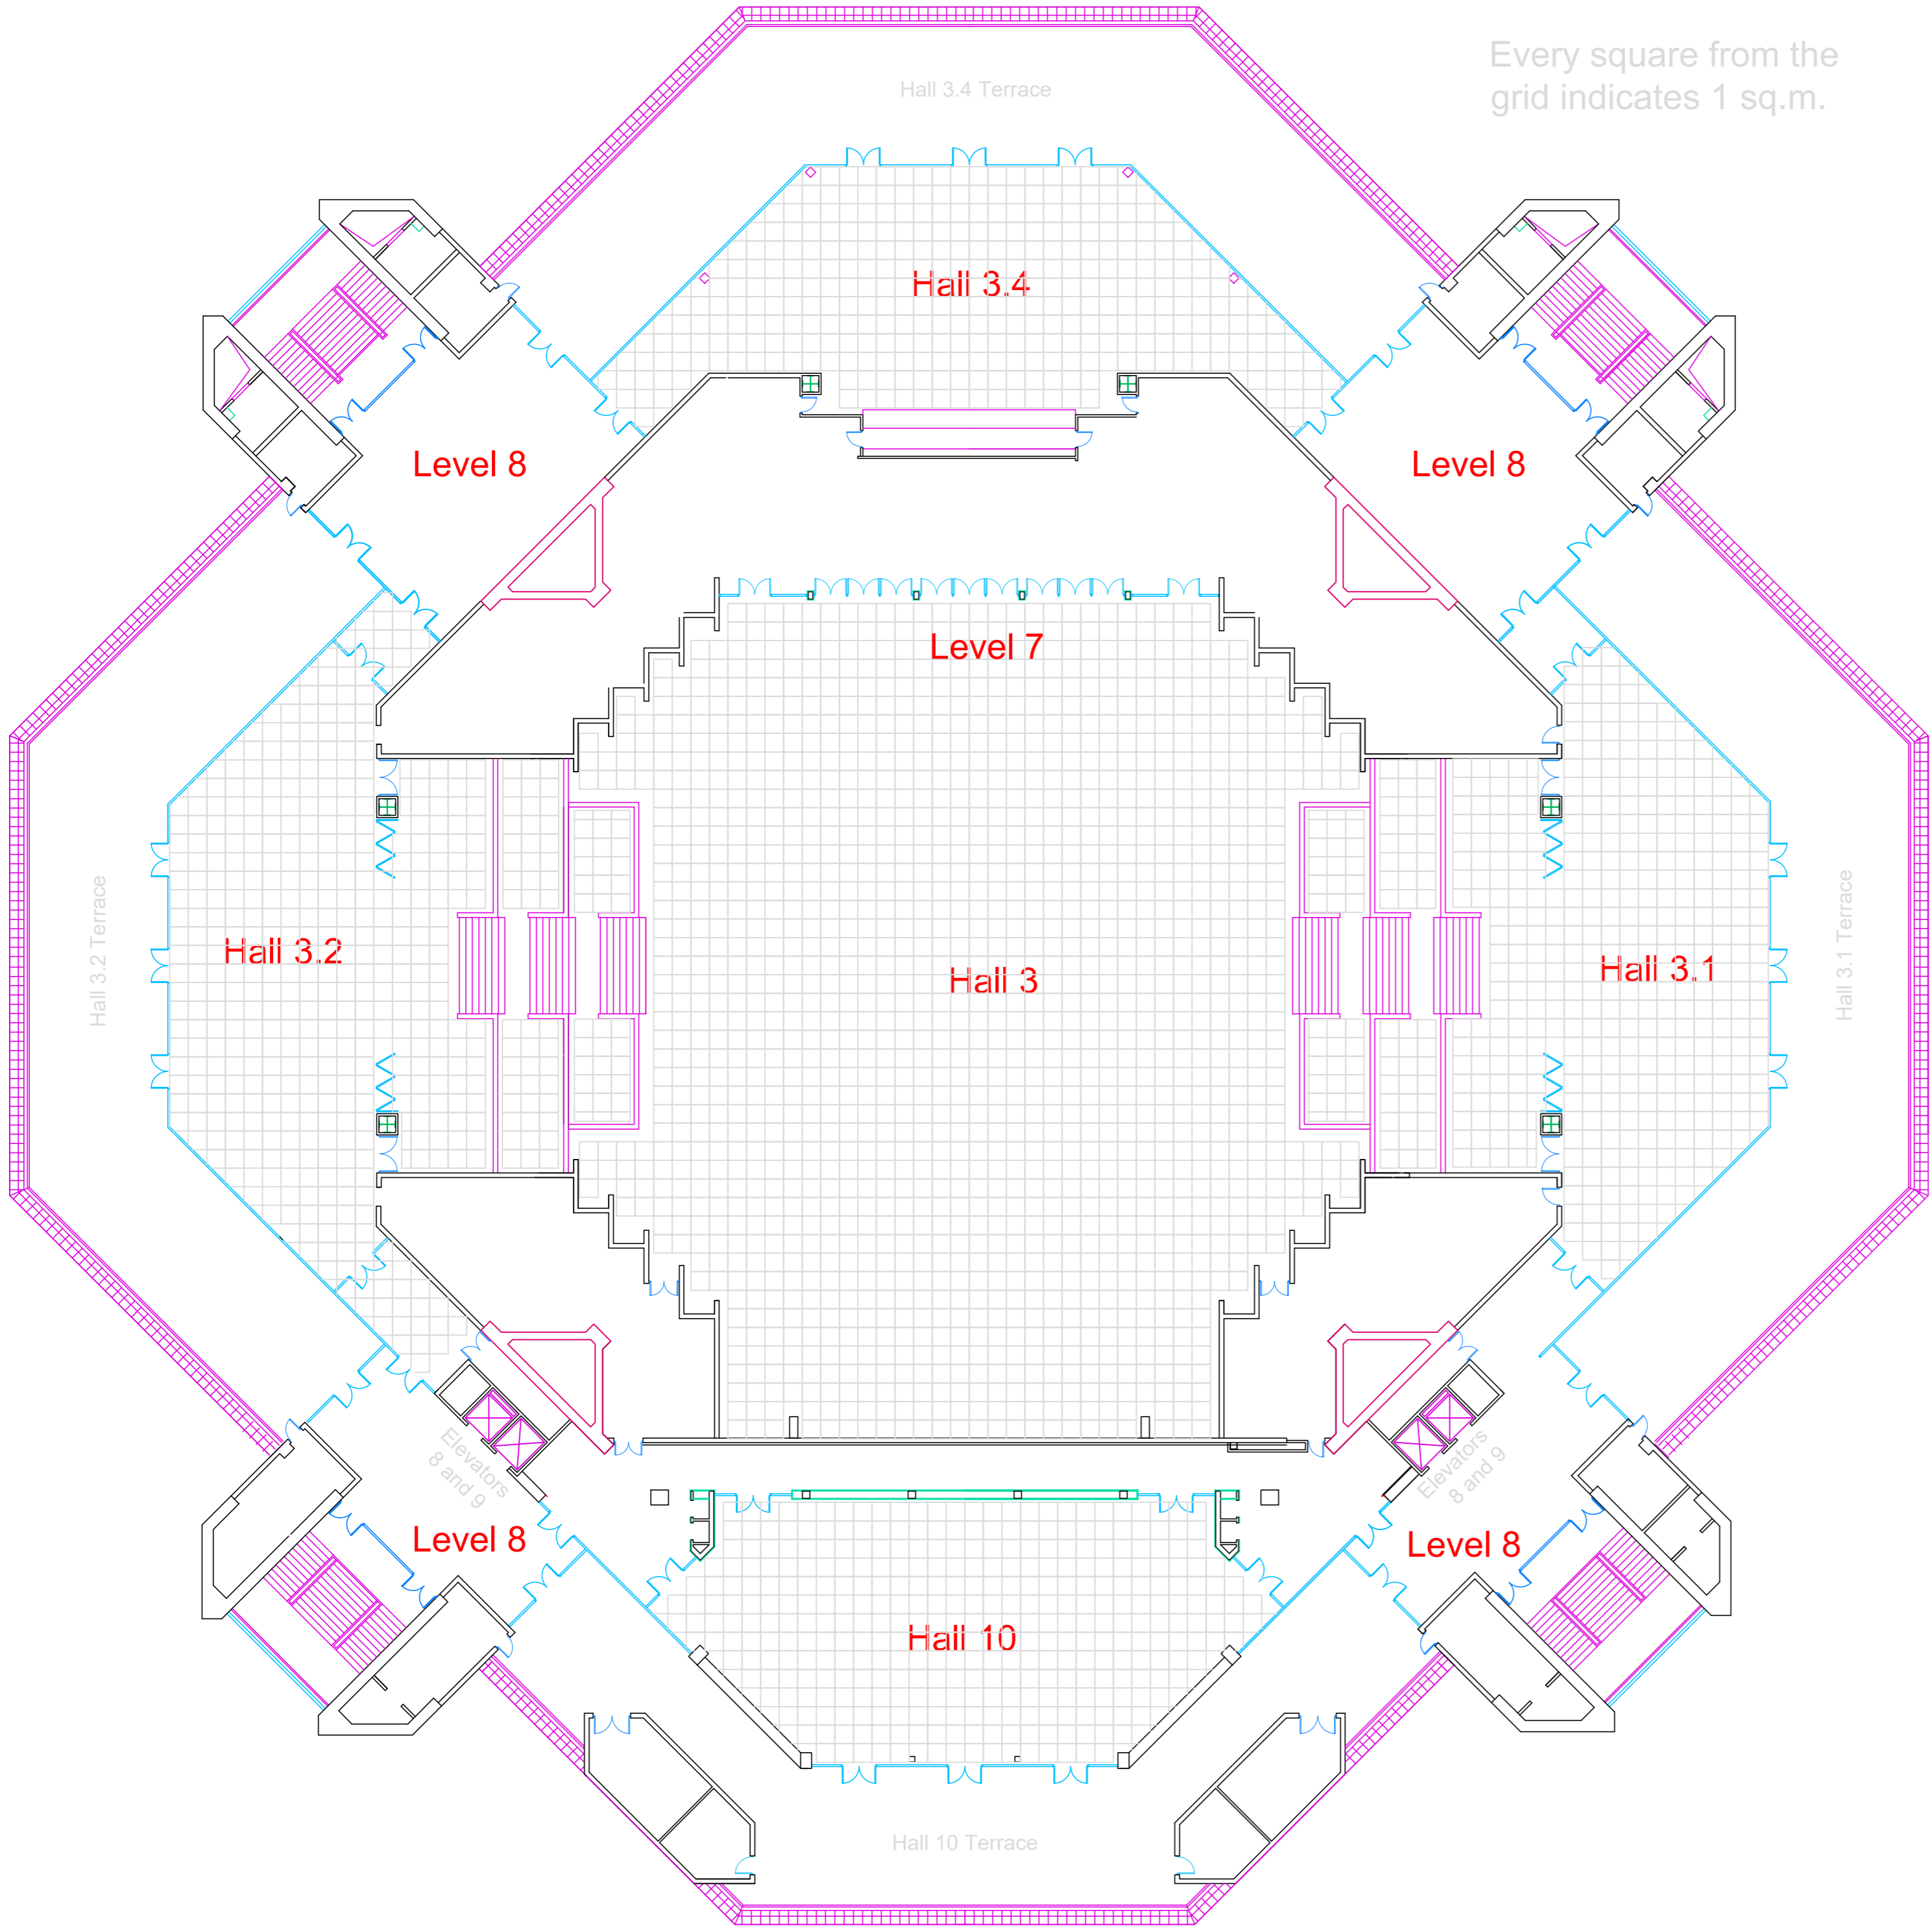 Every square from the
grid indicates 1 sq.m.
Hall 3.4 Terrace
Hall 3.4
Level 8
Level 8
Level 7
Hall 3.2 Terrace
Hall 3.2
Hall 3
Hall 3.1
Hall 3.1 Terrace
Elevators
8 and 9
Elevators
8 and 9
Level 8
Level 8
Hall 10
Hall 10 Terrace